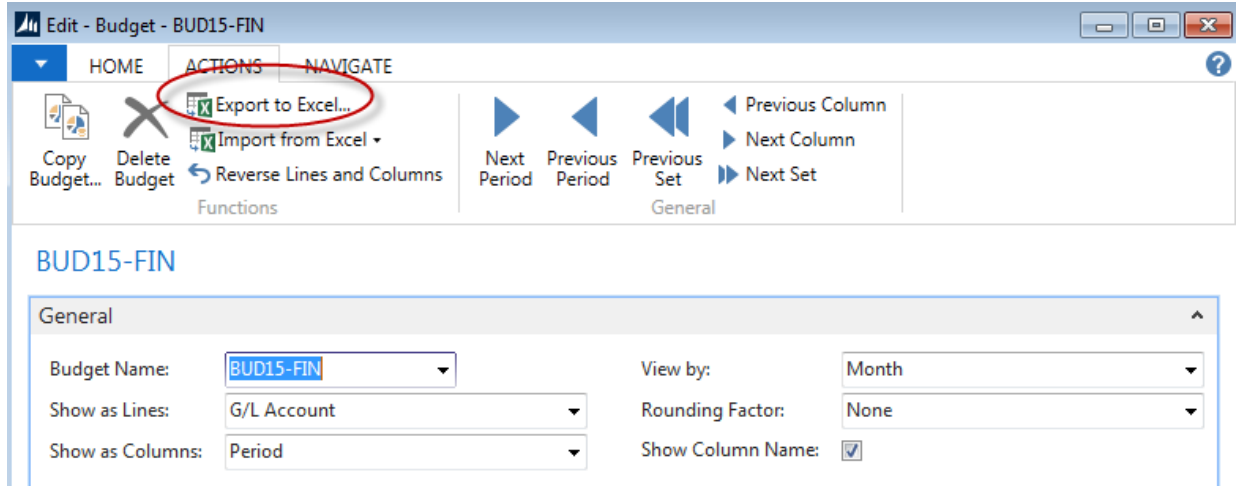 Edit - Budget - BUD15-FIN
HOME ACTIONS NAVIGATE
Copy Budget...
Delete Budget
Export to Excel...
Import from Excel
Reverse Lines and Columns
Functions
Next Period
Previous Period
Previous Set
Previous Column
Next Column
Next Set
General
BUD15-FIN
General
Budget Name: BUD15-FIN View by: Month
Show as Lines: G/L Account Rounding Factor: None
Show as Columns: Period Show Column Name: